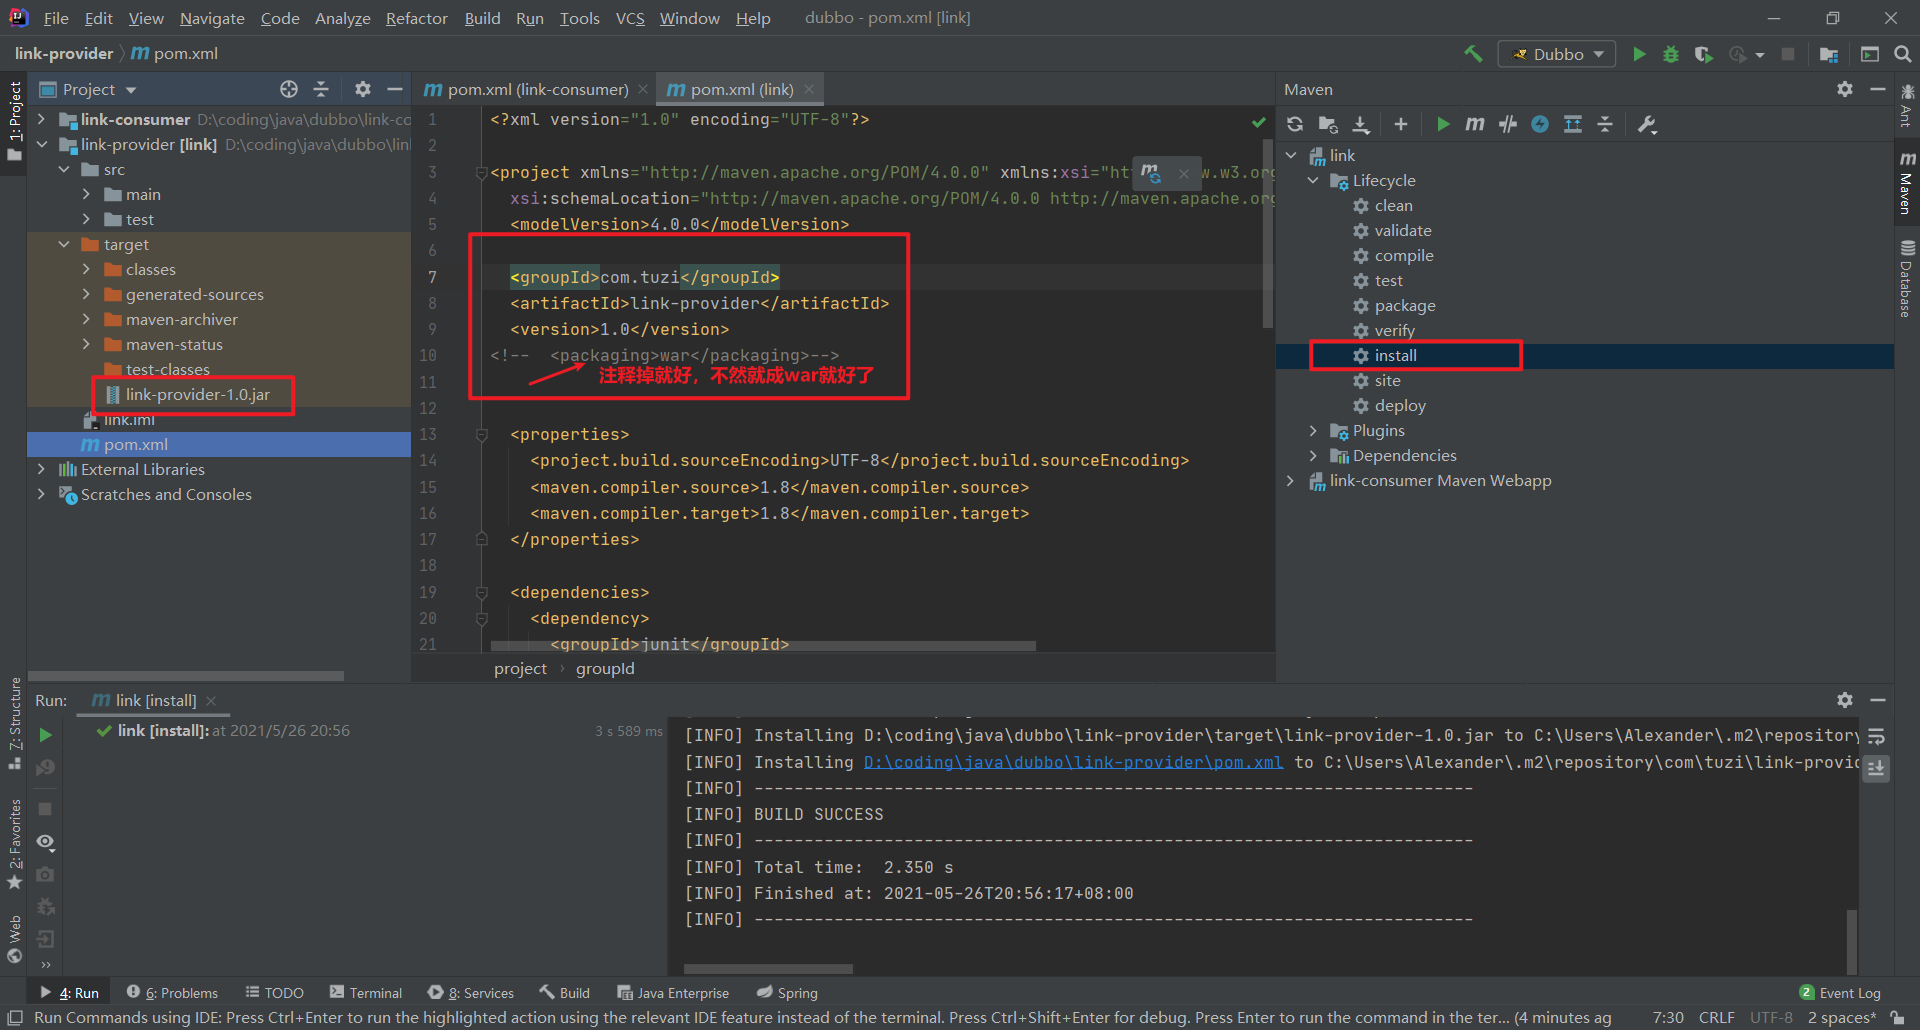 File Edit View Navigate Code Analyze Refactor Build Run Tools VCS Window Help dubbo - pom.xml [link]
link-provider pom.xml
Dubbo
1: Project
Project
link-consumer D:\coding\java\dubbo\link-co
link-provider [link] D:\coding\java\dubbo\lin
src
main
test
target
classes
generated-sources
maven-archiver
maven-status
test-classes
link-provider-1.0.jar
link.iml
pom.xml
External Libraries
Scratches and Consoles
pom.xml (link-consumer)
pom.xml (link)
1 <?xml version="1.0" encoding="UTF-8"?>
2
3 <project xmlns="http://maven.apache.org/POM/4.0.0" xmlns:xsi="htt w.w3.org
4 xsi:schemaLocation="http://maven.apache.org/POM/4.0.0 http://maven.apache.org
5 <modelVersion>4.0.0</modelVersion>
6
7 <groupId>com.tuzi</groupId>
8 <artifactId>link-provider</artifactId>
9 <version>1.0</version>
10 <!-- <packaging>war</packaging>-->
注释掉就好，不然就成war就好了
11
12
13 <properties>
14 <project.build.sourceEncoding>UTF-8</project.build.sourceEncoding>
15 <maven.compiler.source>1.8</maven.compiler.source>
16 <maven.compiler.target>1.8</maven.compiler.target>
17 </properties>
18
19 <dependencies>
20 <dependency>
21 <groupId>junit</groupId>
project › groupId
Maven
link
Lifecycle
clean
validate
compile
test
package
verify
install
site
deploy
Plugins
Dependencies
link-consumer Maven Webapp
Ant
Maven
Database
7: Structure
2: Favorites
Web
Run: link [install]
link [install]: at 2021/5/26 20:56 3 s 589 ms
[INFO] Installing D:\coding\java\dubbo\link-provider\target\link-provider-1.0.jar to C:\Users\Alexander\.m2\repository
[INFO] Installing D:\coding\java\dubbo\link-provider\pom.xml to C:\Users\Alexander\.m2\repository\com\tuzi\link-provid
[INFO] ------------------------------------------------------------------------
[INFO] BUILD SUCCESS
[INFO] ------------------------------------------------------------------------
[INFO] Total time:  2.350 s
[INFO] Finished at: 2021-05-26T20:56:17+08:00
[INFO] ------------------------------------------------------------------------
4: Run 6: Problems TODO Terminal 8: Services Build Java Enterprise Spring 2 Event Log
Run Commands using IDE: Press Ctrl+Enter to run the highlighted action using the relevant IDE feature instead of the terminal. Press Ctrl+Shift+Enter for debug. Press Enter to run the command in the ter... (4 minutes ag 7:30 CRLF UTF-8 2 spaces*